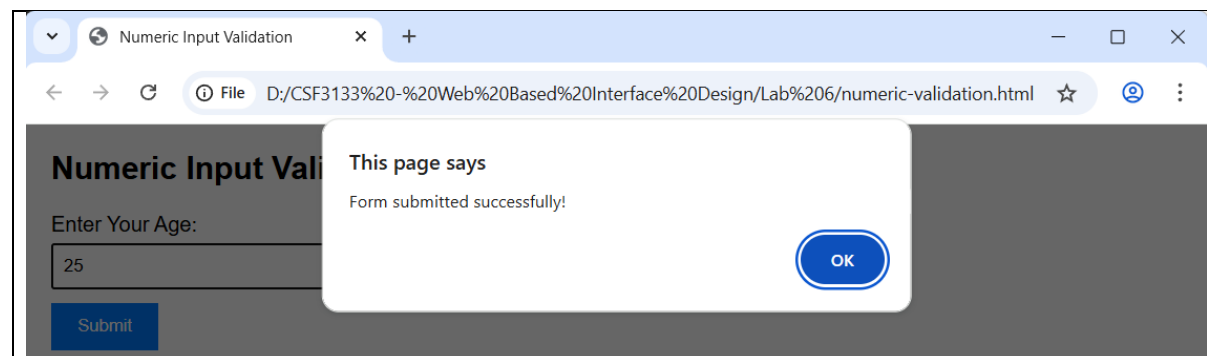 Numeric Input Validation
File D:/CSF3133%20-%20Web%20Based%20Interface%20Design/Lab%206/numeric-validation.html
Numeric Input Vali
This page says
Form submitted successfully!
Enter Your Age:
25
OK
Submit